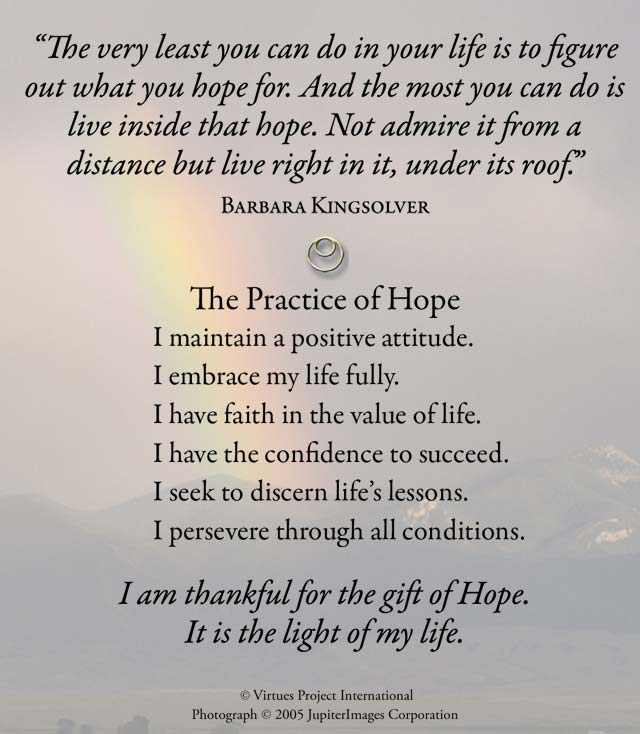 “The very least you can do in your life is to figure
out what you hope for. And the most you can do is
live inside that hope. Not admire it from a
distance but live right in it, under its roof.”
Barbara Kingsolver
The Practice of Hope
I maintain a positive attitude.
I embrace my life fully.
I have faith in the value of life.
I have the confidence to succeed.
I seek to discern life’s lessons.
I persevere through all conditions.
I am thankful for the gift of Hope.
It is the light of my life.
© Virtues Project International
Photograph © 2005 JupiterImages Corporation